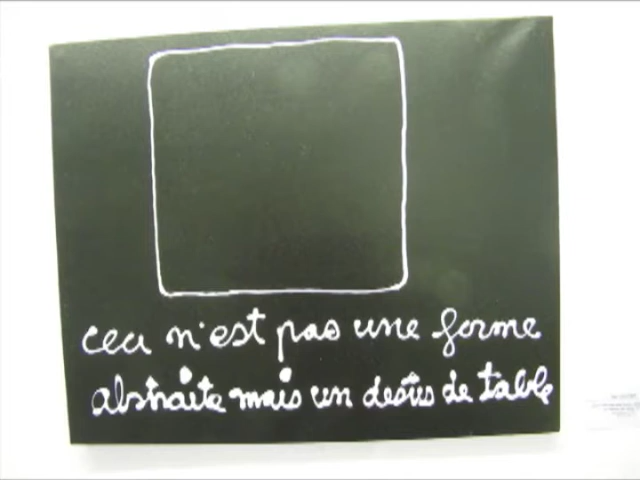 ceci n'est pas une forme
abstraite mais un dessus de table